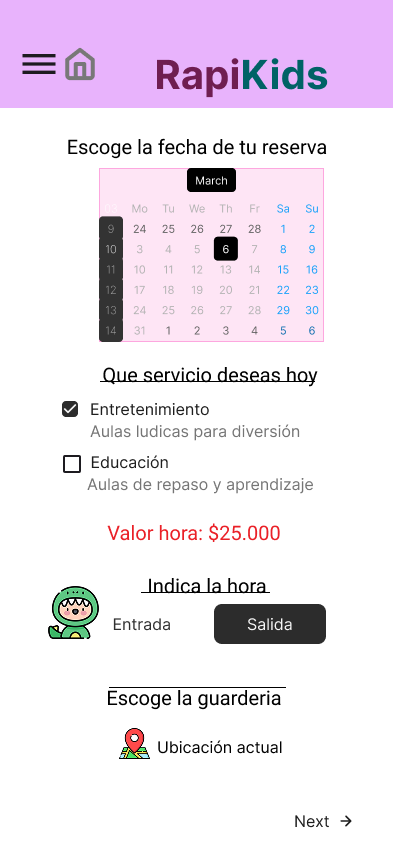 RapiKids
Escoge la fecha de tu reserva
March
Mo Tu We Th Fr Sa Su
9 24 25 26 27 28 1 2
10 3 4 5 6 7 8 9
11 10 11 12 13 14 15 16
12 17 18 19 20 21 22 23
13 24 25 26 27 28 29 30
14 31 1 2 3 4 5 6
Que servicio deseas hoy
Entretenimiento
Aulas ludicas para diversión
Educación
Aulas de repaso y aprendizaje
Valor hora: $25.000
Indica la hora
Entrada Salida
Escoge la guarderia
Ubicación actual
Next →